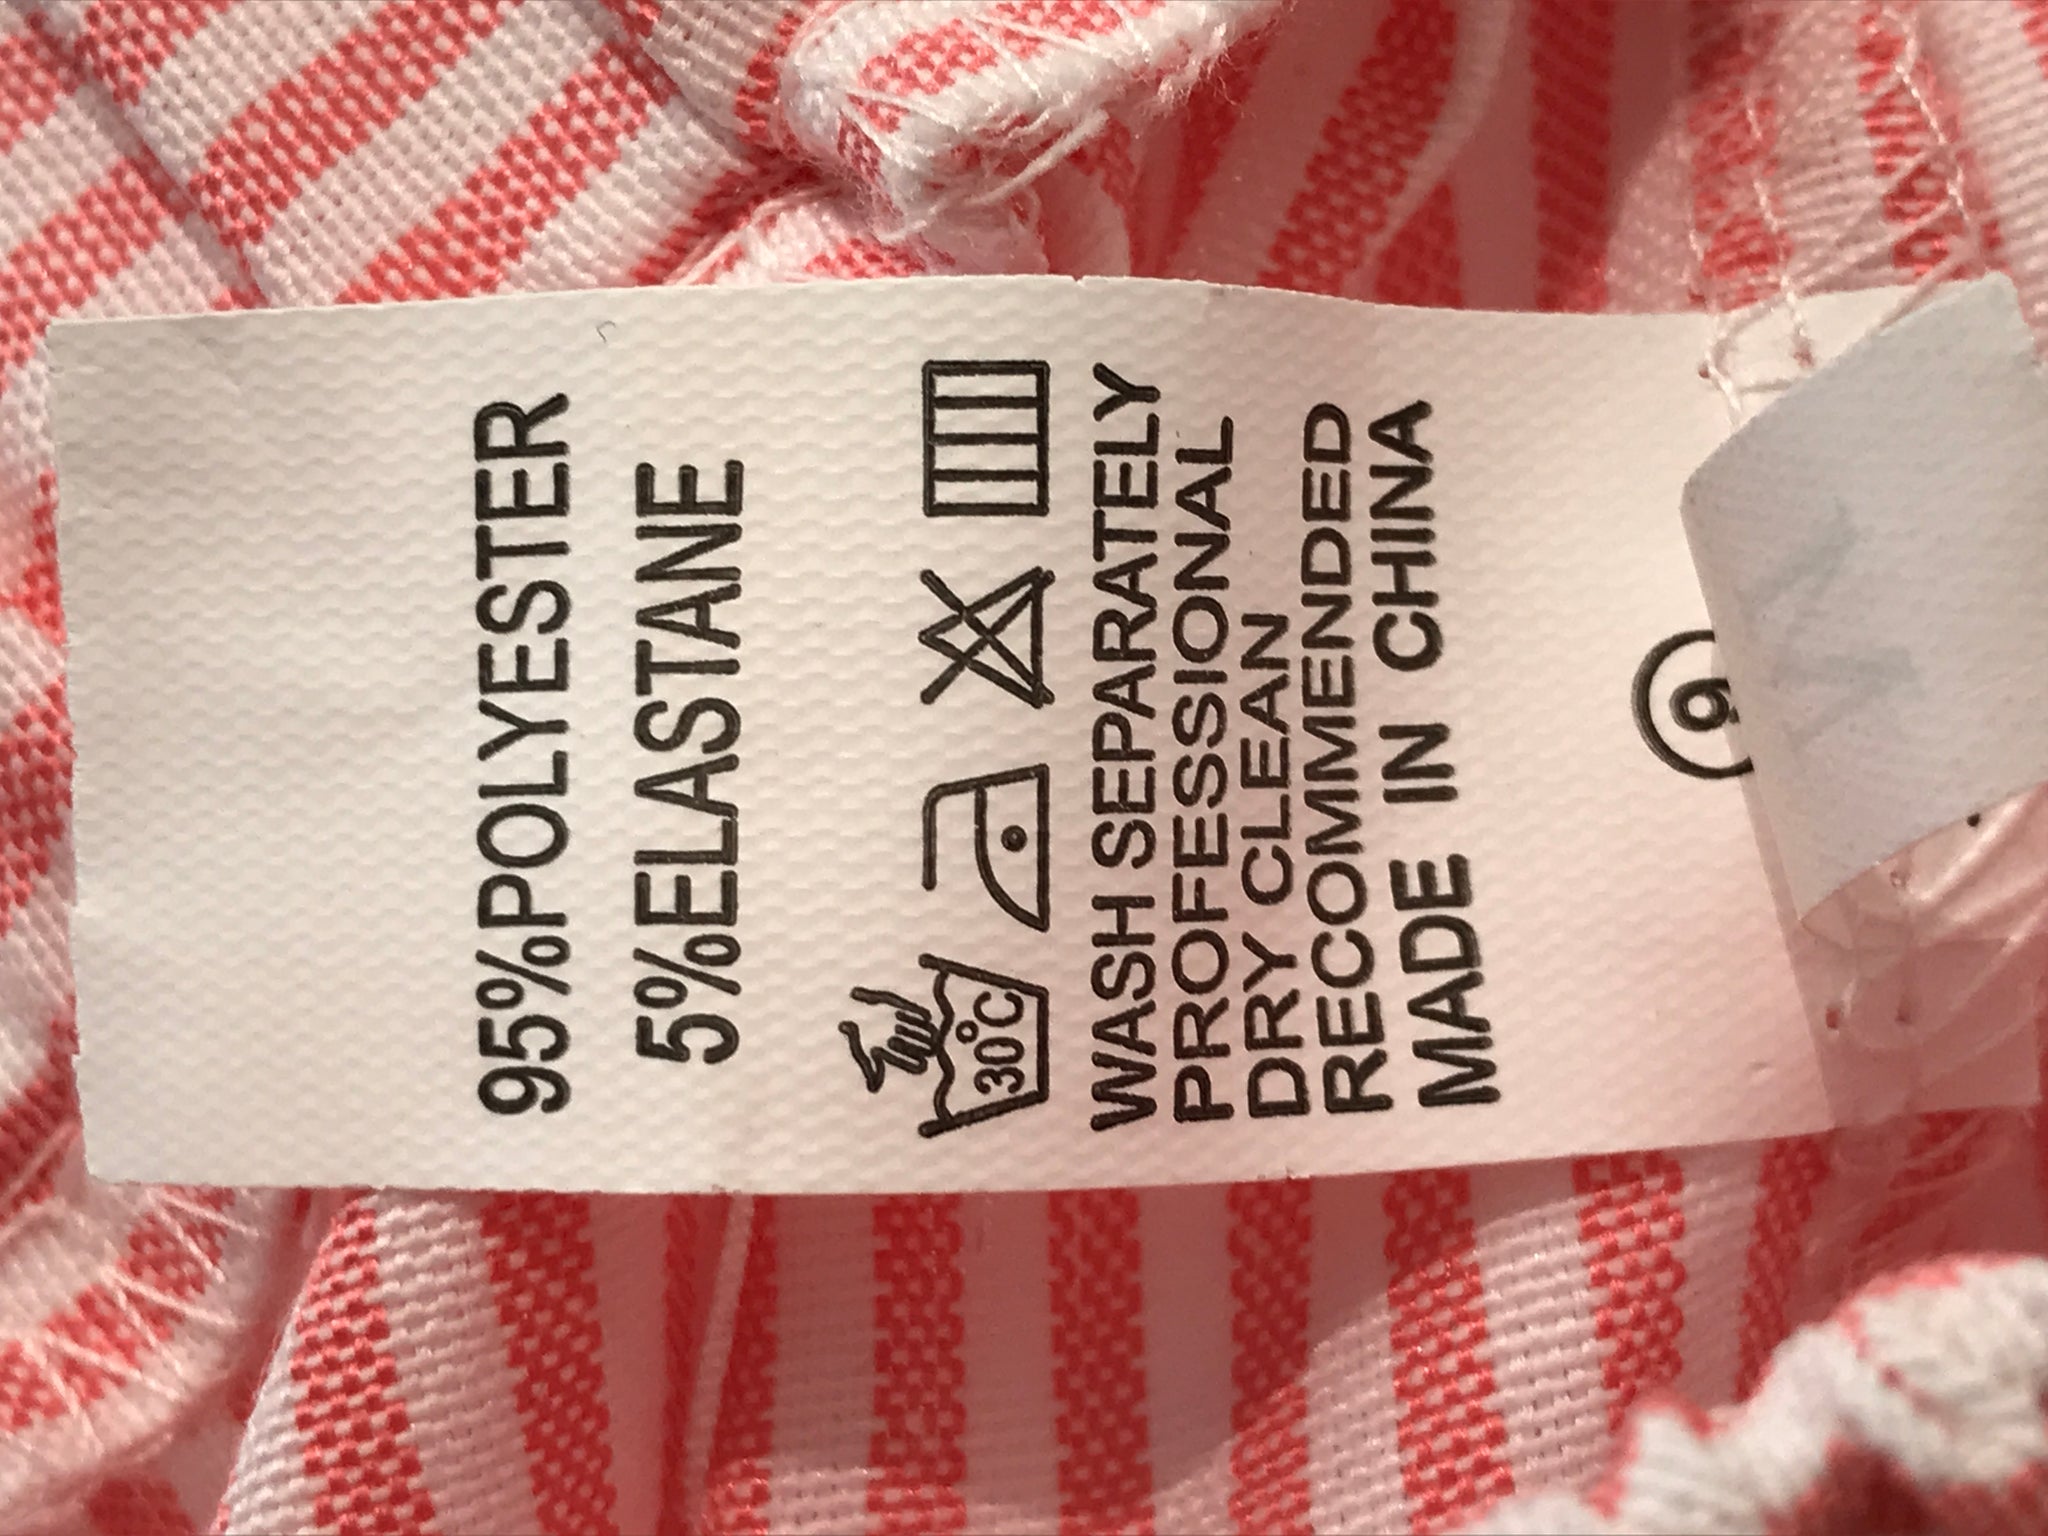 95%POLYESTER
5%ELASTANE
30°C
WASH SEPARATELY
PROFESSIONAL
DRY CLEAN
RECOMMENDED
MADE IN CHINA